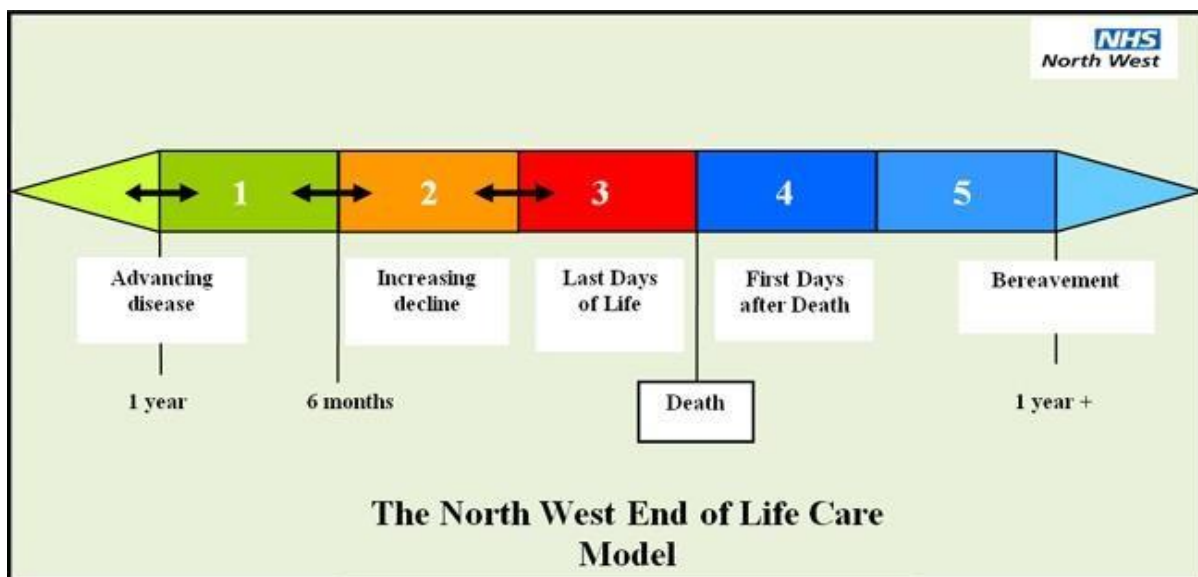 NHS
North West
1 2 3 4 5
Advancing
disease
Increasing
decline
Last Days
of Life
First Days
after Death
Bereavement
1 year
6 months
Death
1 year +
The North West End of Life Care
Model